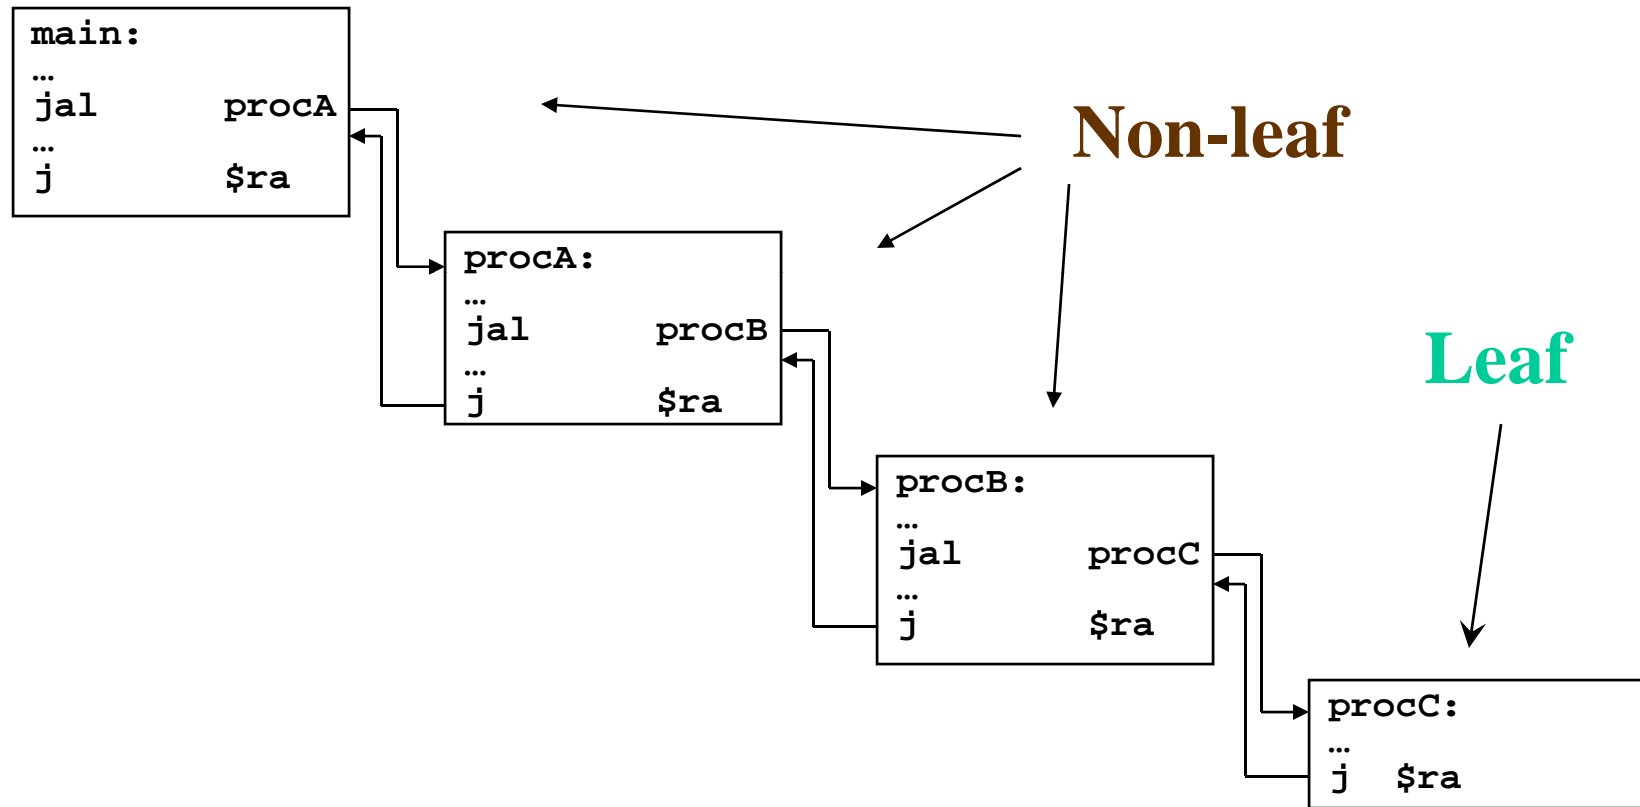 main:
…
jal procA
…
j $ra
Non-leaf
procA:
…
jal procB
…
j $ra
Leaf
procB:
…
jal procC
…
j $ra
procC:
…
j $ra